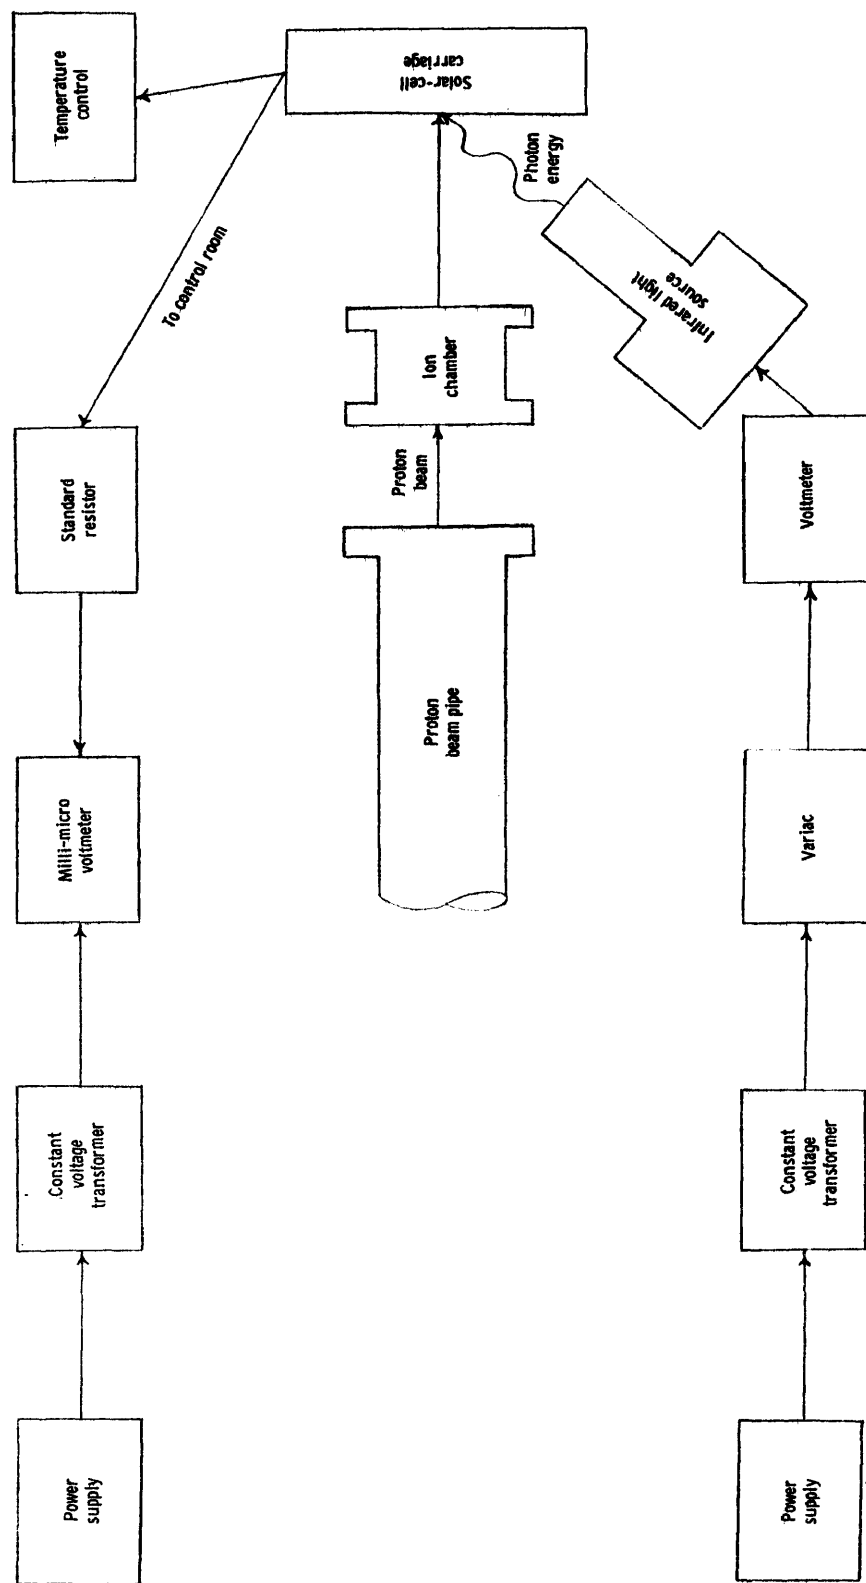 Temperature
control
Solar-cell
carriage
To control room
Photon
energy
Infrared light
source
Ion
chamber
Proton
beam
Proton
beam pipe
Standard
resistor
Milli-micro
voltmeter
Constant
voltage
transformer
Power
supply
Voltmeter
Variac
Constant
voltage
transformer
Power
supply